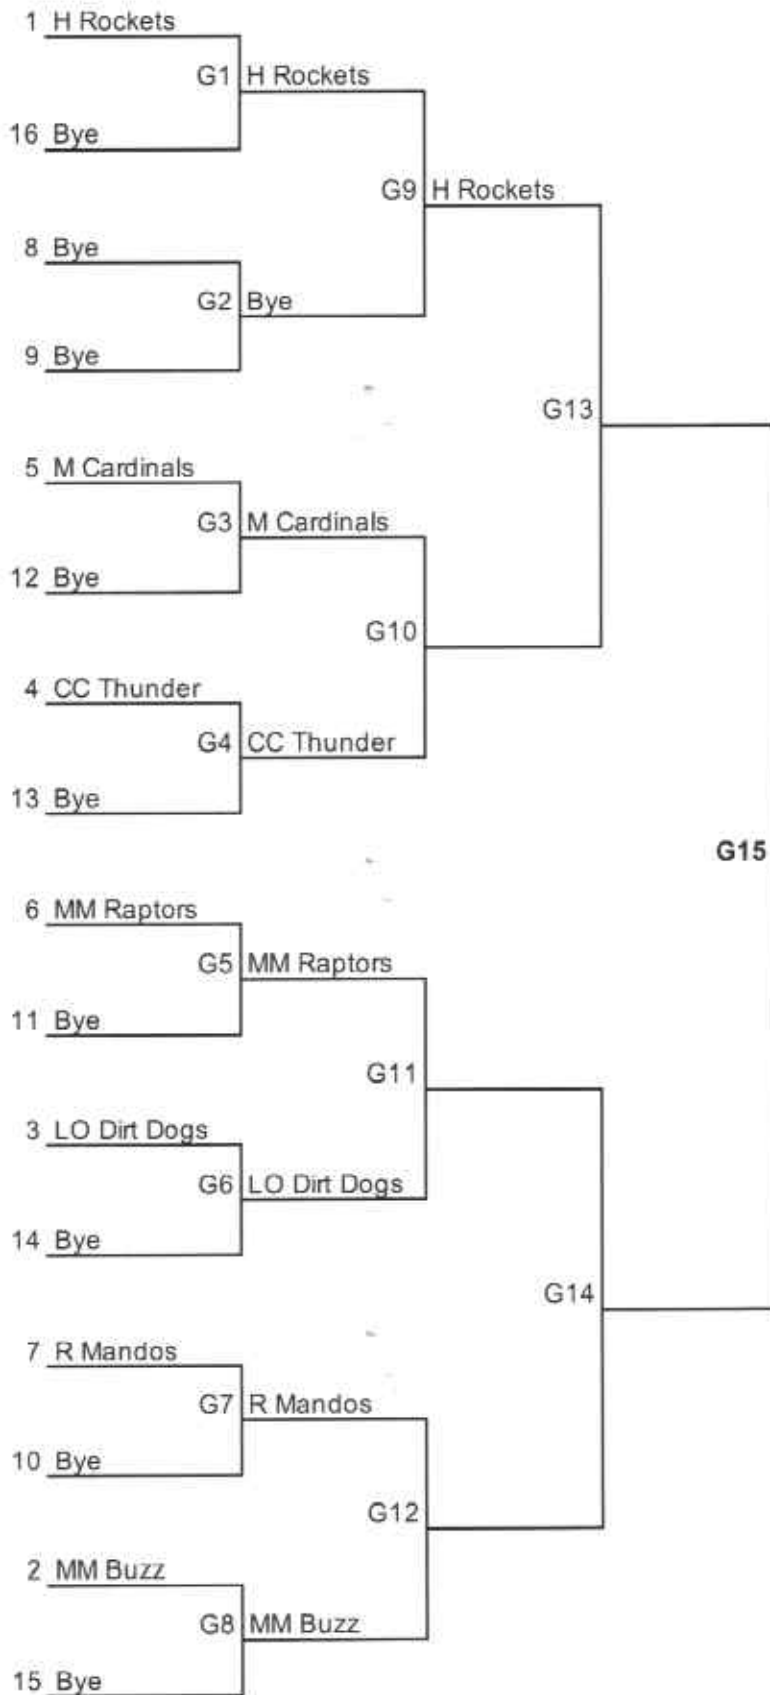 1 H Rockets
G1 H Rockets
16 Bye
G9 H Rockets
8 Bye
G2 Bye
9 Bye
G13
5 M Cardinals
G3 M Cardinals
12 Bye
G10
4 CC Thunder
G4 CC Thunder
13 Bye
G15
6 MM Raptors
G5 MM Raptors
11 Bye
G11
3 LO Dirt Dogs
G6 LO Dirt Dogs
14 Bye
G14
7 R Mandos
G7 R Mandos
10 Bye
G12
2 MM Buzz
G8 MM Buzz
15 Bye